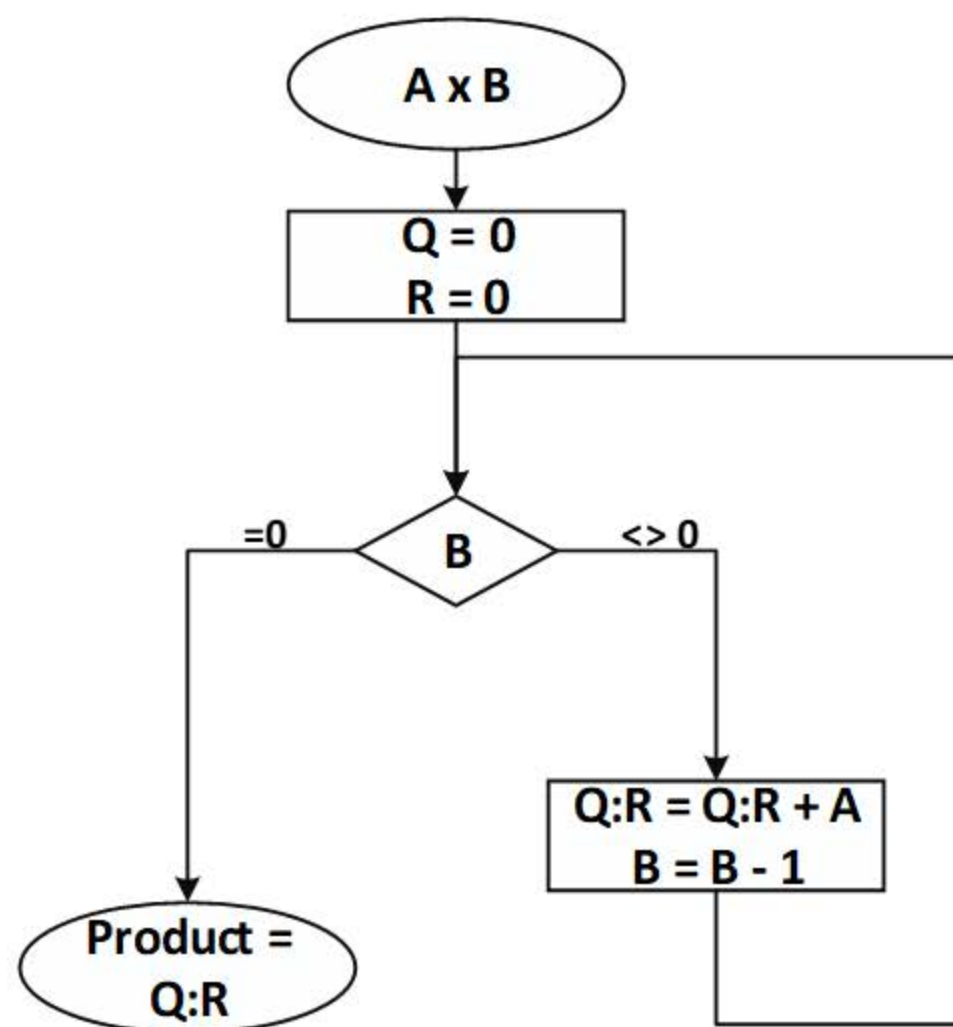 A x B
Q = 0
R = 0
=0
B
<> 0
Q:R = Q:R + A
B = B - 1
Product =
Q:R